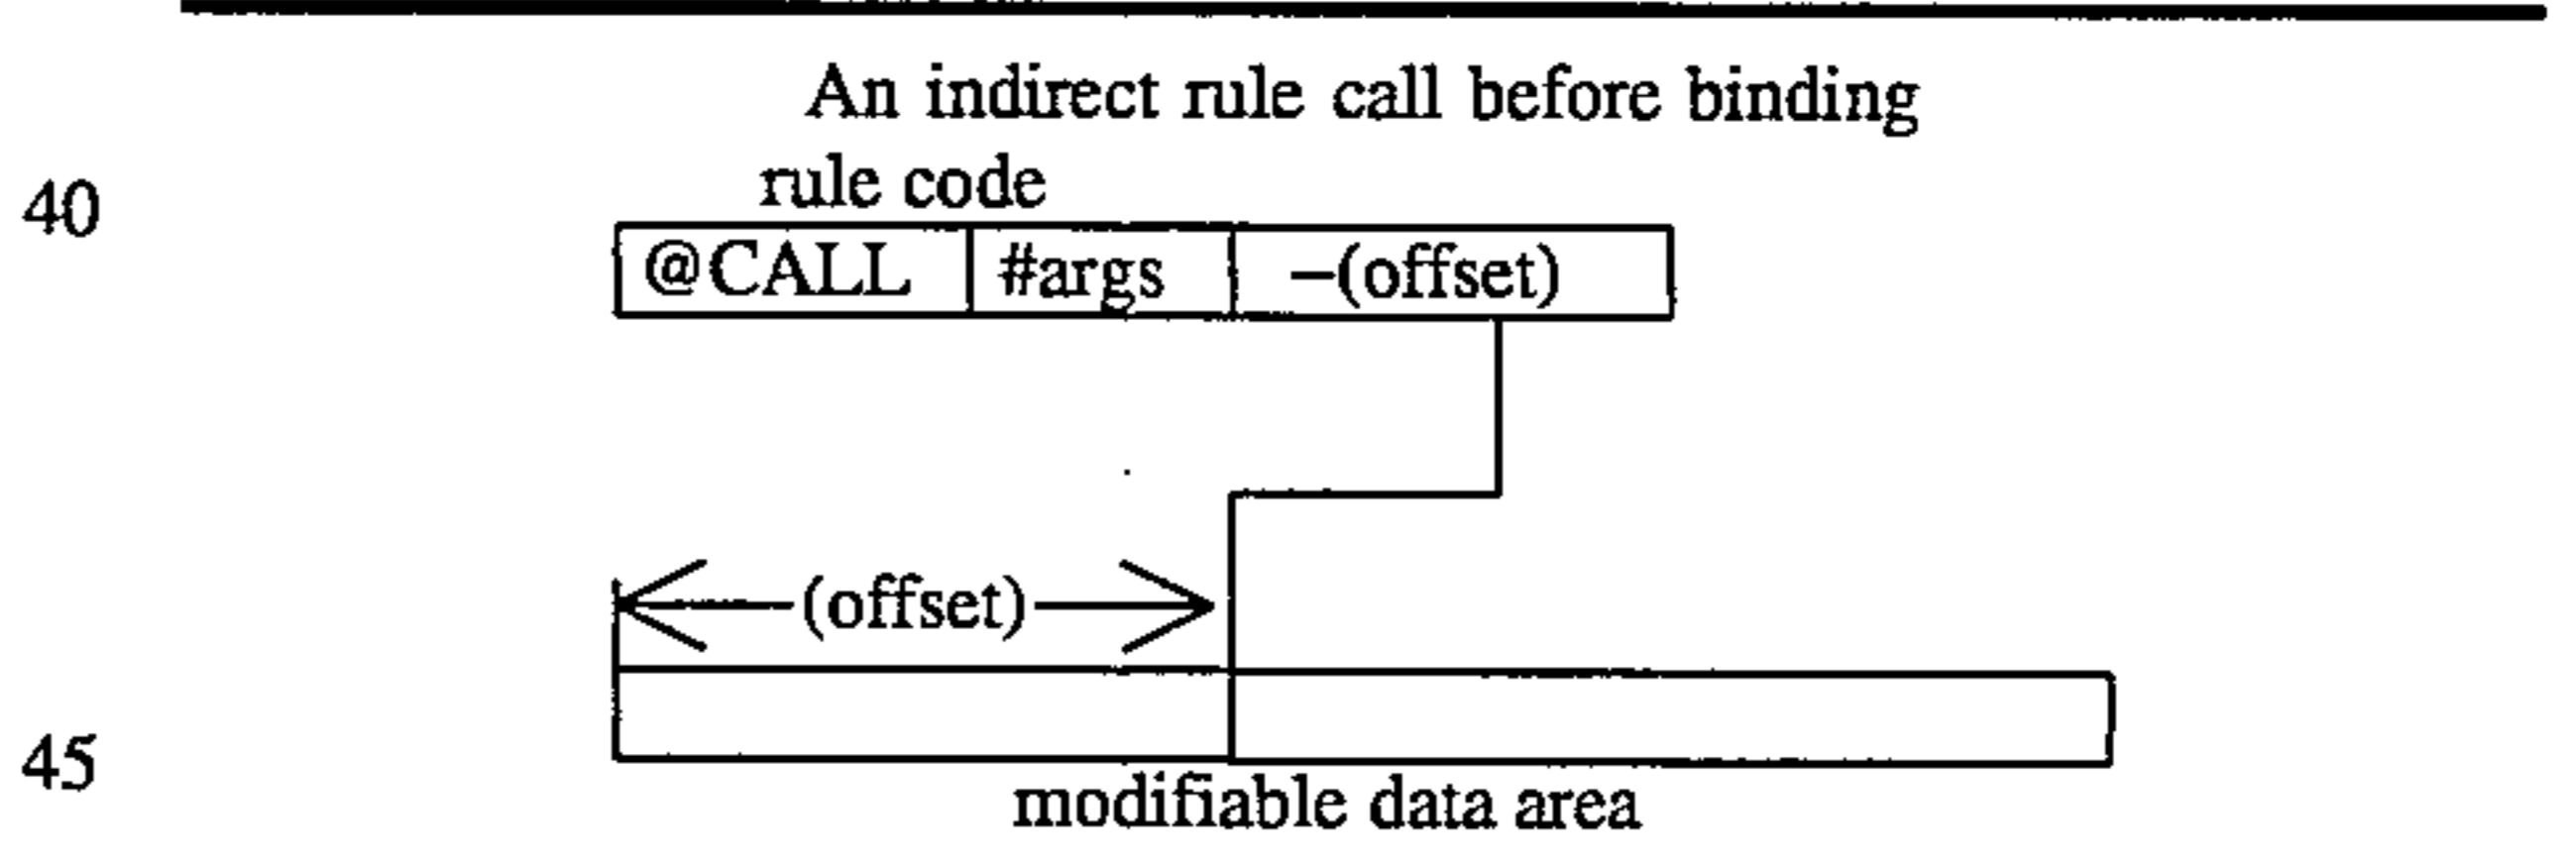 An indirect rule call before binding
rule code
40
@CALL #args –(offset)
(offset)
45
modifiable data area